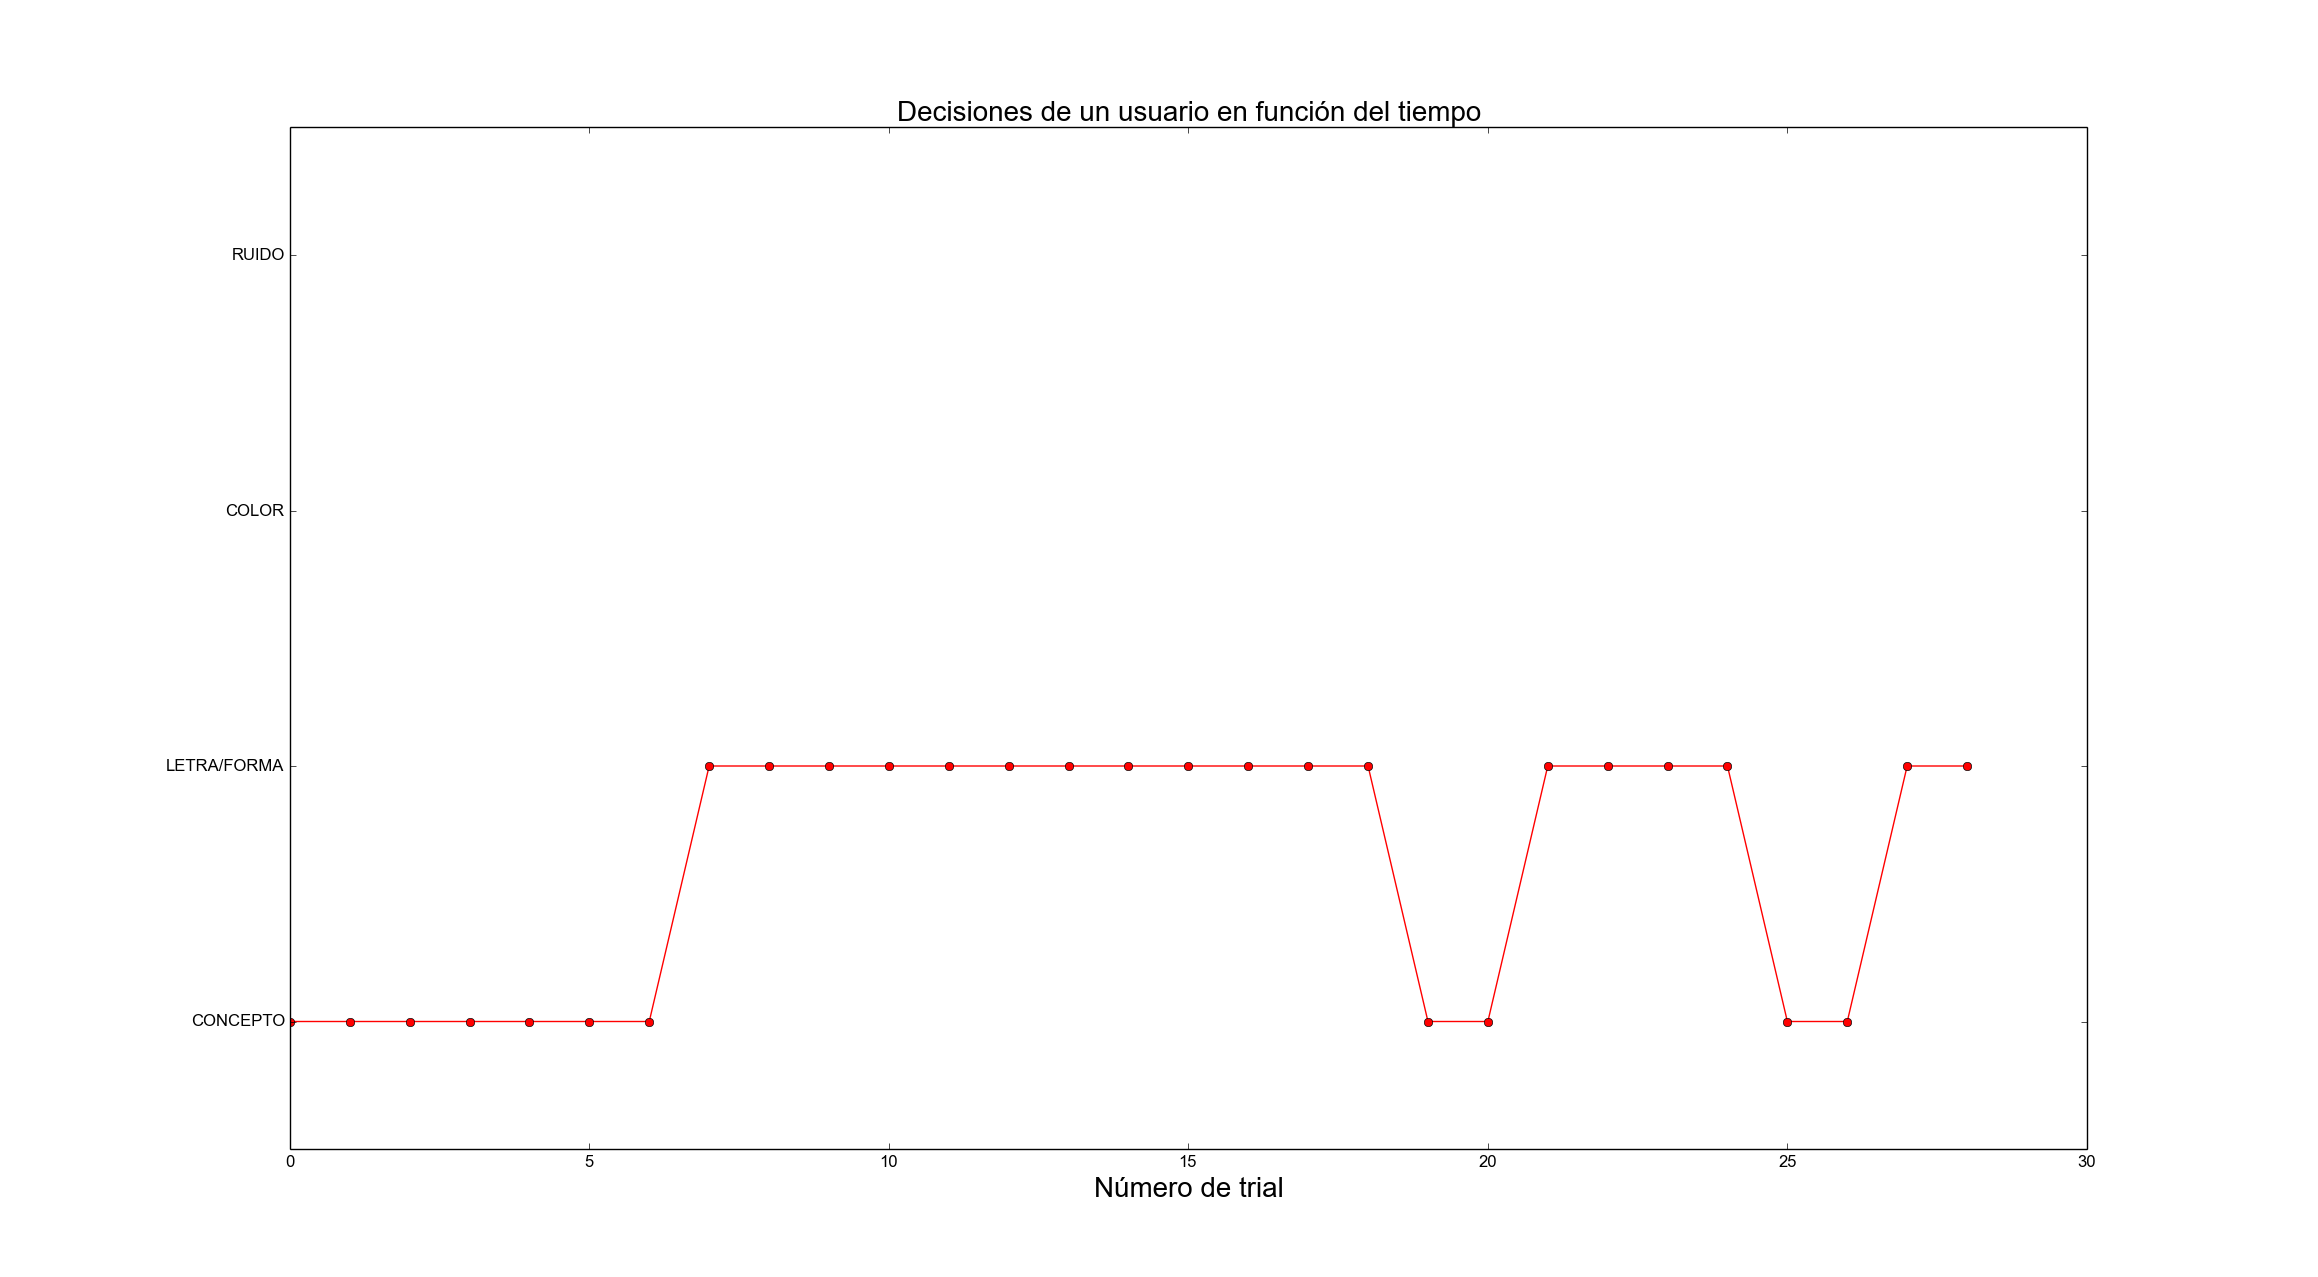 Decisiones de un usuario en función del tiempo
RUIDO
COLOR
LETRA/FORMA
CONCEPTO
0 5 10 15 20 25 30
Número de trial